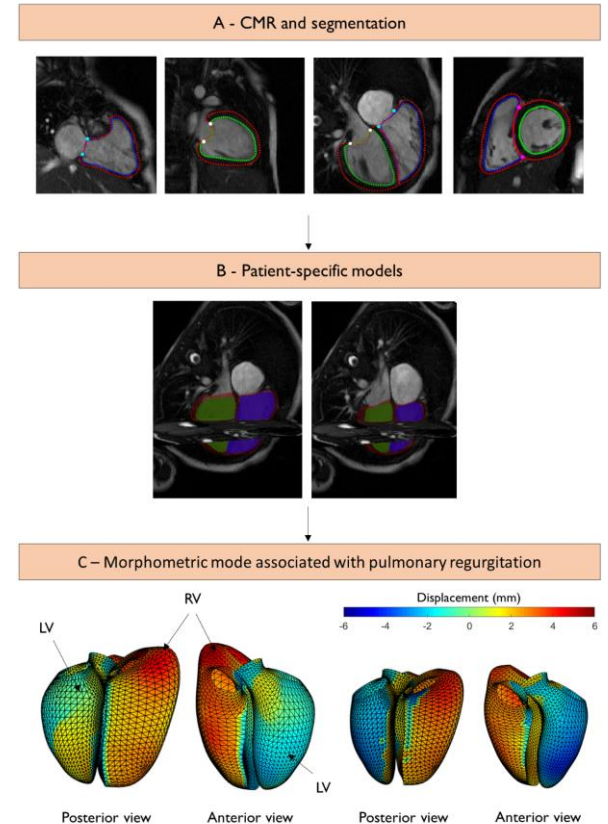 A - CMR and segmentation
B - Patient-specific models
C – Morphometric mode associated with pulmonary regurgitation
RV
Displacement (mm)
LV
-6 -4 -2 0 2 4 6
LV
Posterior view Anterior view Posterior view Anterior view